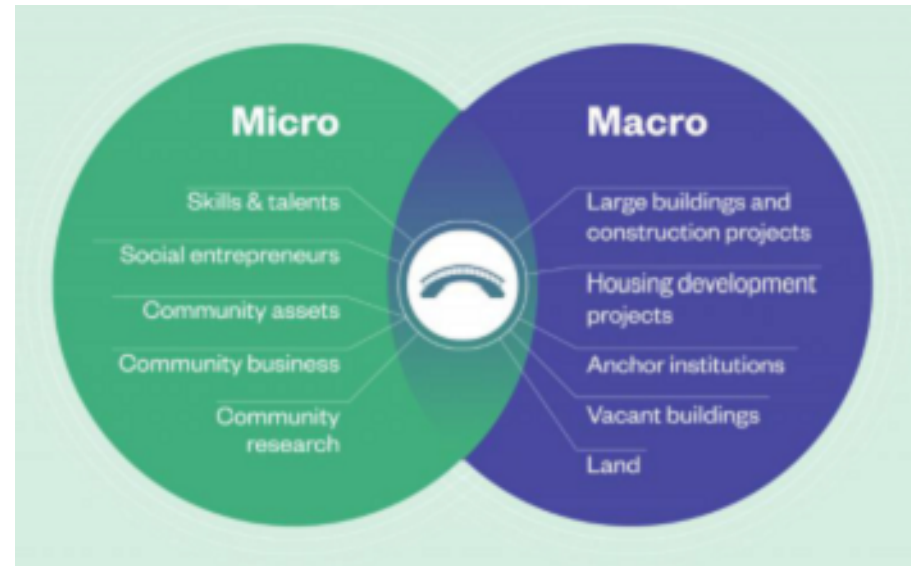 Micro
Skills & talents
Social entrepreneurs
Community assets
Community business
Community
research
Macro
Large buildings and
construction projects
Housing development
projects
Anchor institutions
Vacant buildings
Land